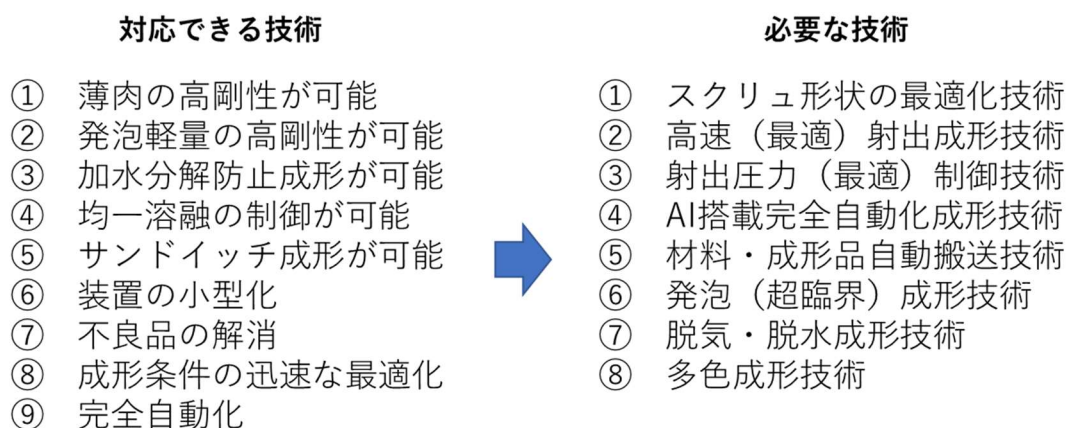 対応できる技術
① 薄肉の高剛性が可能
② 発泡軽量の高剛性が可能
③ 加水分解防止成形が可能
④ 均一溶融の制御が可能
⑤ サンドイッチ成形が可能
⑥ 装置の小型化
⑦ 不良品の解消
⑧ 成形条件の迅速な最適化
⑨ 完全自動化
必要な技術
① スクリュ形状の最適化技術
② 高速（最適）射出成形技術
③ 射出圧力（最適）制御技術
④ AI搭載完全自動化成形技術
⑤ 材料・成形品自動搬送技術
⑥ 発泡（超臨界）成形技術
⑦ 脱気・脱水成形技術
⑧ 多色成形技術